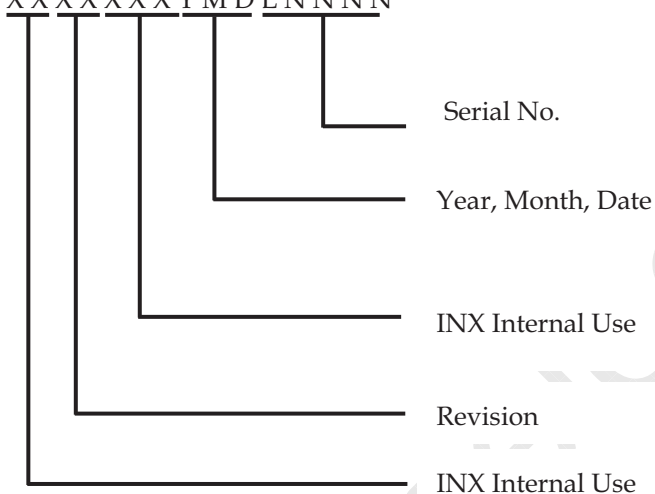 X X X X X X X Y M D L N N N N
Serial No.
Year, Month, Date
INX Internal Use
Revision
INX Internal Use